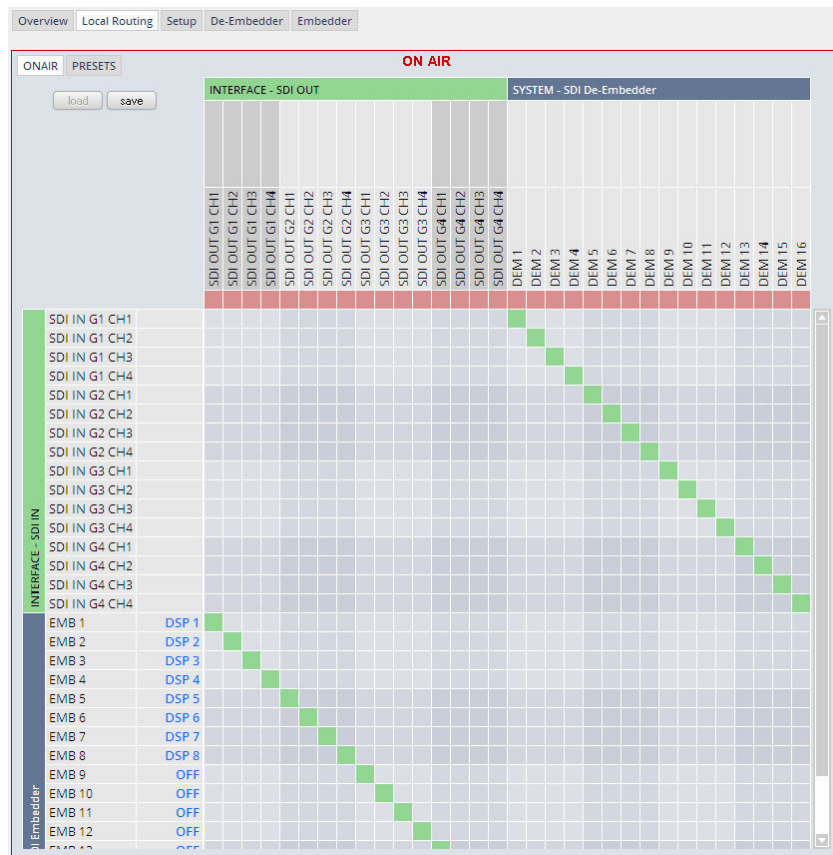 Overview Local Routing Setup De-Embedder Embedder
ON AIR
ONAIR PRESETS
load save
INTERFACE - SDI OUT SYSTEM - SDI De-Embedder
SDI OUT G1 CH1
SDI OUT G1 CH2
SDI OUT G1 CH3
SDI OUT G1 CH4
SDI OUT G2 CH1
SDI OUT G2 CH2
SDI OUT G2 CH3
SDI OUT G2 CH4
SDI OUT G3 CH1
SDI OUT G3 CH2
SDI OUT G3 CH3
SDI OUT G3 CH4
SDI OUT G4 CH1
SDI OUT G4 CH2
SDI OUT G4 CH3
SDI OUT G4 CH4
DEM 1
DEM 2
DEM 3
DEM 4
DEM 5
DEM 6
DEM 7
DEM 8
DEM 9
DEM 10
DEM 11
DEM 12
DEM 13
DEM 14
DEM 15
DEM 16
INTERFACE - SDI IN
SDI IN G1 CH1
SDI IN G1 CH2
SDI IN G1 CH3
SDI IN G1 CH4
SDI IN G2 CH1
SDI IN G2 CH2
SDI IN G2 CH3
SDI IN G2 CH4
SDI IN G3 CH1
SDI IN G3 CH2
SDI IN G3 CH3
SDI IN G3 CH4
SDI IN G4 CH1
SDI IN G4 CH2
SDI IN G4 CH3
SDI IN G4 CH4
Embedder
EMB 1 DSP 1
EMB 2 DSP 2
EMB 3 DSP 3
EMB 4 DSP 4
EMB 5 DSP 5
EMB 6 DSP 6
EMB 7 DSP 7
EMB 8 DSP 8
EMB 9 OFF
EMB 10 OFF
EMB 11 OFF
EMB 12 OFF
EMB 13 OFF